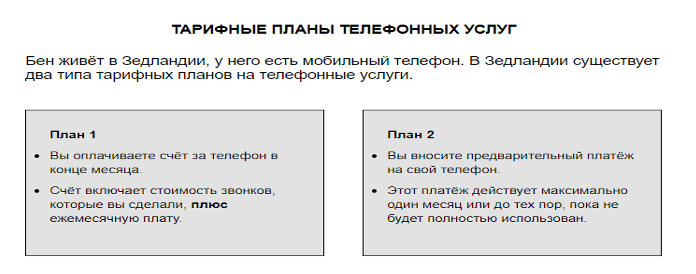 ТАРИФНЫЕ ПЛАНЫ ТЕЛЕФОННЫХ УСЛУГ
Бен живёт в Зедландии, у него есть мобильный телефон. В Зедландии существует
два типа тарифных планов на телефонные услуги.
План 1
• Вы оплачиваете счёт за телефон в
конце месяца.
• Счёт включает стоимость звонков,
которые вы сделали, плюс
ежемесячную плату.
План 2
• Вы вносите предварительный платёж
на свой телефон.
• Этот платёж действует максимально
один месяц или до тех пор, пока не
будет полностью использован.